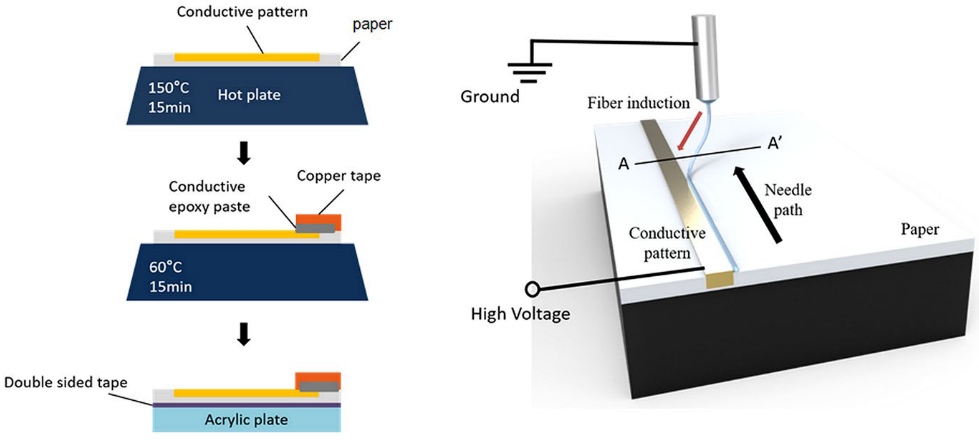 Conductive pattern
paper
150°C
15min
Hot plate
Conductive
epoxy paste
Copper tape
60°C
15min
Double sided tape
Acrylic plate
Ground
Fiber induction
A
A’
Needle
path
Conductive
pattern
Paper
High Voltage